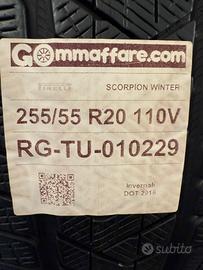 Gommaffare.com
PIRELLI
SCORPION WINTER
255/55 R20 110V
RG-TU-010229
Invernali
DOT 2018
subito